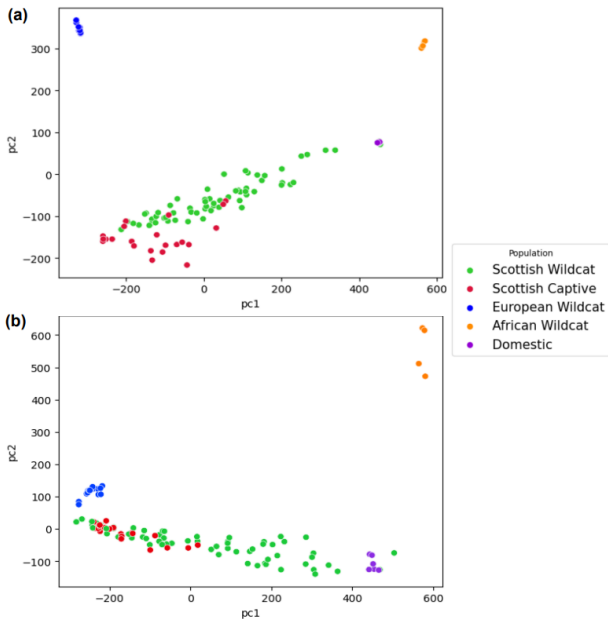 (a)
300
200
100
0
−100
−200
pc2
−200
0
200
400
600
pc1
Population
Scottish Wildcat
Scottish Captive
European Wildcat
African Wildcat
Domestic
(b)
600
500
400
300
200
100
0
−100
pc2
−200
0
200
400
600
pc1